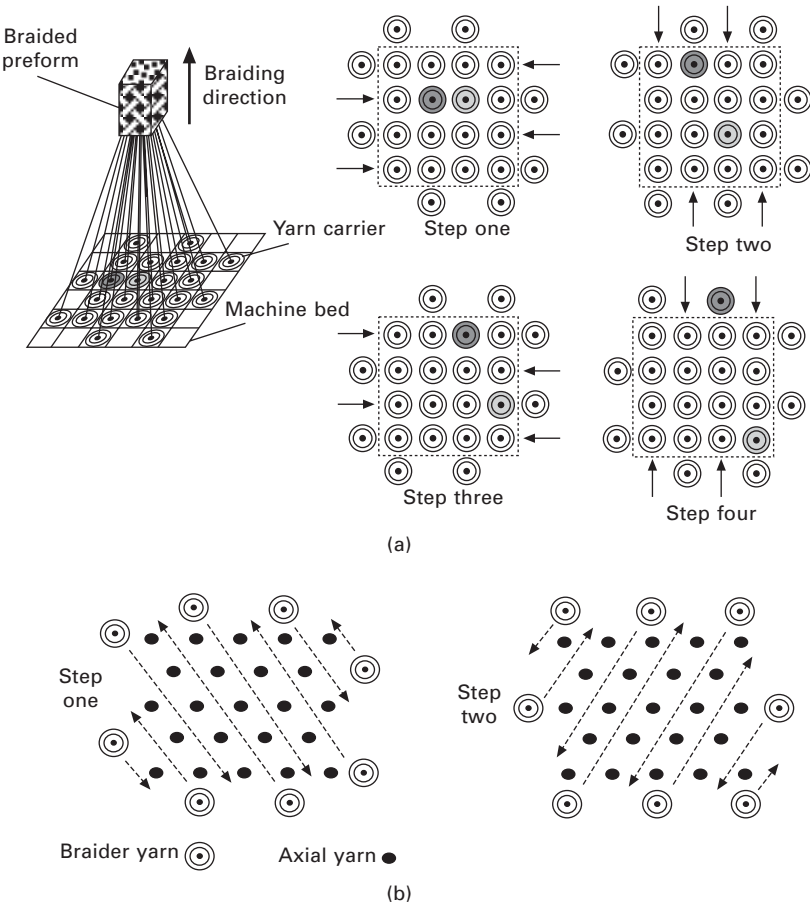 Braided
preform
Braiding
direction
Yarn carrier
Machine bed
Step one
Step two
Step three
Step four
(a)
Step
one
Step
two
Braider yarn
Axial yarn
(b)